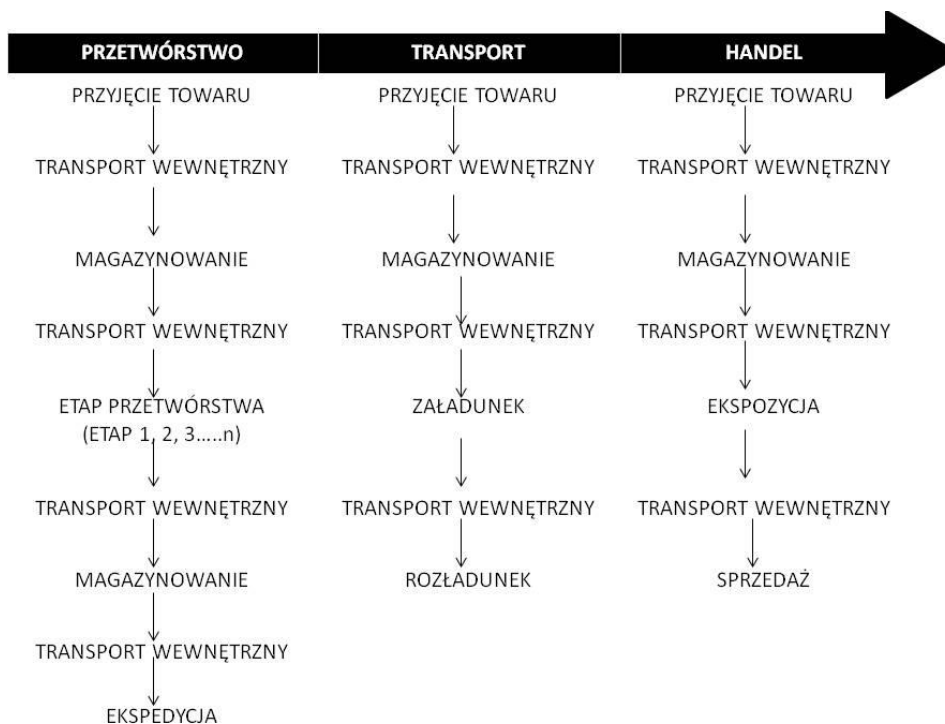 PRZETWÓRSTWO
PRZYJĘCIE TOWARU
TRANSPORT WEWNĘTRZNY
MAGAZYNOWANIE
TRANSPORT WEWNĘTRZNY
ETAP PRZETWÓRSTWA
(ETAP 1, 2, 3.....n)
TRANSPORT WEWNĘTRZNY
MAGAZYNOWANIE
TRANSPORT WEWNĘTRZNY
EKSPEDYCJA
TRANSPORT
PRZYJĘCIE TOWARU
TRANSPORT WEWNĘTRZNY
MAGAZYNOWANIE
TRANSPORT WEWNĘTRZNY
ZAŁADUNEK
TRANSPORT WEWNĘTRZNY
ROZŁADUNEK
HANDEL
PRZYJĘCIE TOWARU
TRANSPORT WEWNĘTRZNY
MAGAZYNOWANIE
TRANSPORT WEWNĘTRZNY
EKSPOZYCJA
TRANSPORT WEWNĘTRZNY
SPRZEDAŻ